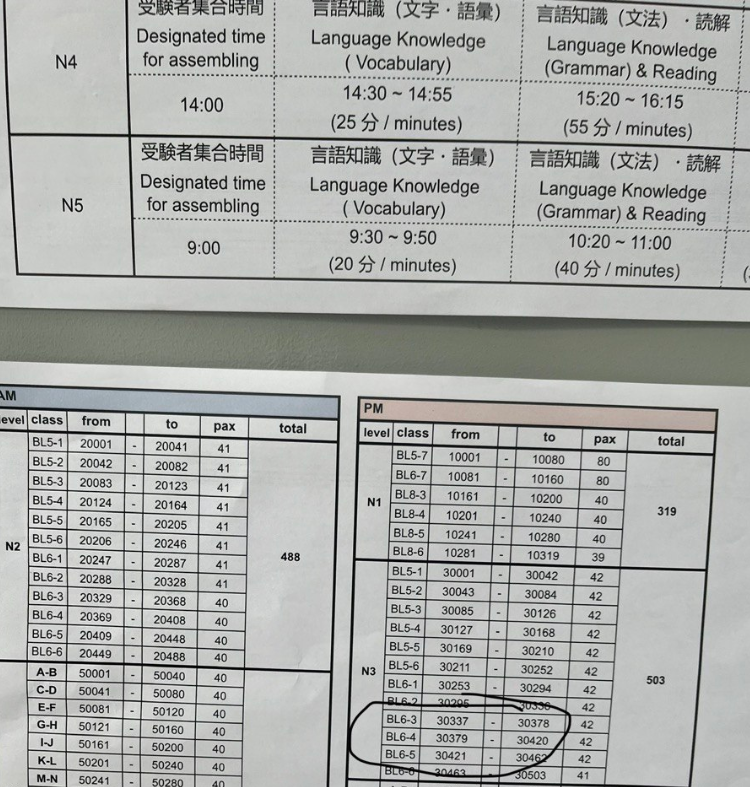 受験者集合時間 言語知識（文字・語彙） 言語知識（文法）・読解
N4 Designated time for assembling Language Knowledge ( Vocabulary) Language Knowledge (Grammar) & Reading
14:00 14:30 ~ 14:55 15:20 ~ 16:15
(25 分 / minutes) (55 分 / minutes)
受験者集合時間 言語知識（文字・語彙） 言語知識（文法）・読解
N5 Designated time for assembling Language Knowledge ( Vocabulary) Language Knowledge (Grammar) & Reading
9:00 9:30 ~ 9:50 10:20 ~ 11:00
(20 分 / minutes) (40 分 / minutes)
AM
level class from to pax total
BL5-1 20001 - 20041 41
BL5-2 20042 - 20082 41
BL5-3 20083 - 20123 41
BL5-4 20124 - 20164 41
BL5-5 20165 - 20205 41
BL5-6 20206 - 20246 41
N2 BL6-1 20247 - 20287 41 488
BL6-2 20288 - 20328 41
BL6-3 20329 - 20368 40
BL6-4 20369 - 20408 40
BL6-5 20409 - 20448 40
BL6-6 20449 - 20488 40
A-B 50001 - 50040 40
C-D 50041 - 50080 40
E-F 50081 - 50120 40
G-H 50121 - 50160 40
I-J 50161 - 50200 40
K-L 50201 - 50240 40
M-N 50241 - 50280 40
PM
level class from to pax total
BL5-7 10001 - 10080 80
BL6-7 10081 - 10160 80
N1 BL8-3 10161 - 10200 40 319
BL8-4 10201 - 10240 40
BL8-5 10241 - 10280 40
BL8-6 10281 - 10319 39
BL5-1 30001 - 30042 42
BL5-2 30043 - 30084 42
BL5-3 30085 - 30126 42
BL5-4 30127 - 30168 42
BL5-5 30169 - 30210 42
N3 BL5-6 30211 - 30252 42 503
BL6-1 30253 - 30294 42
BL6-2 30295 - 30336 42
BL6-3 30337 - 30378 42
BL6-4 30379 - 30420 42
BL6-5 30421 - 30462 42
BL6-6 30463 - 30503 41